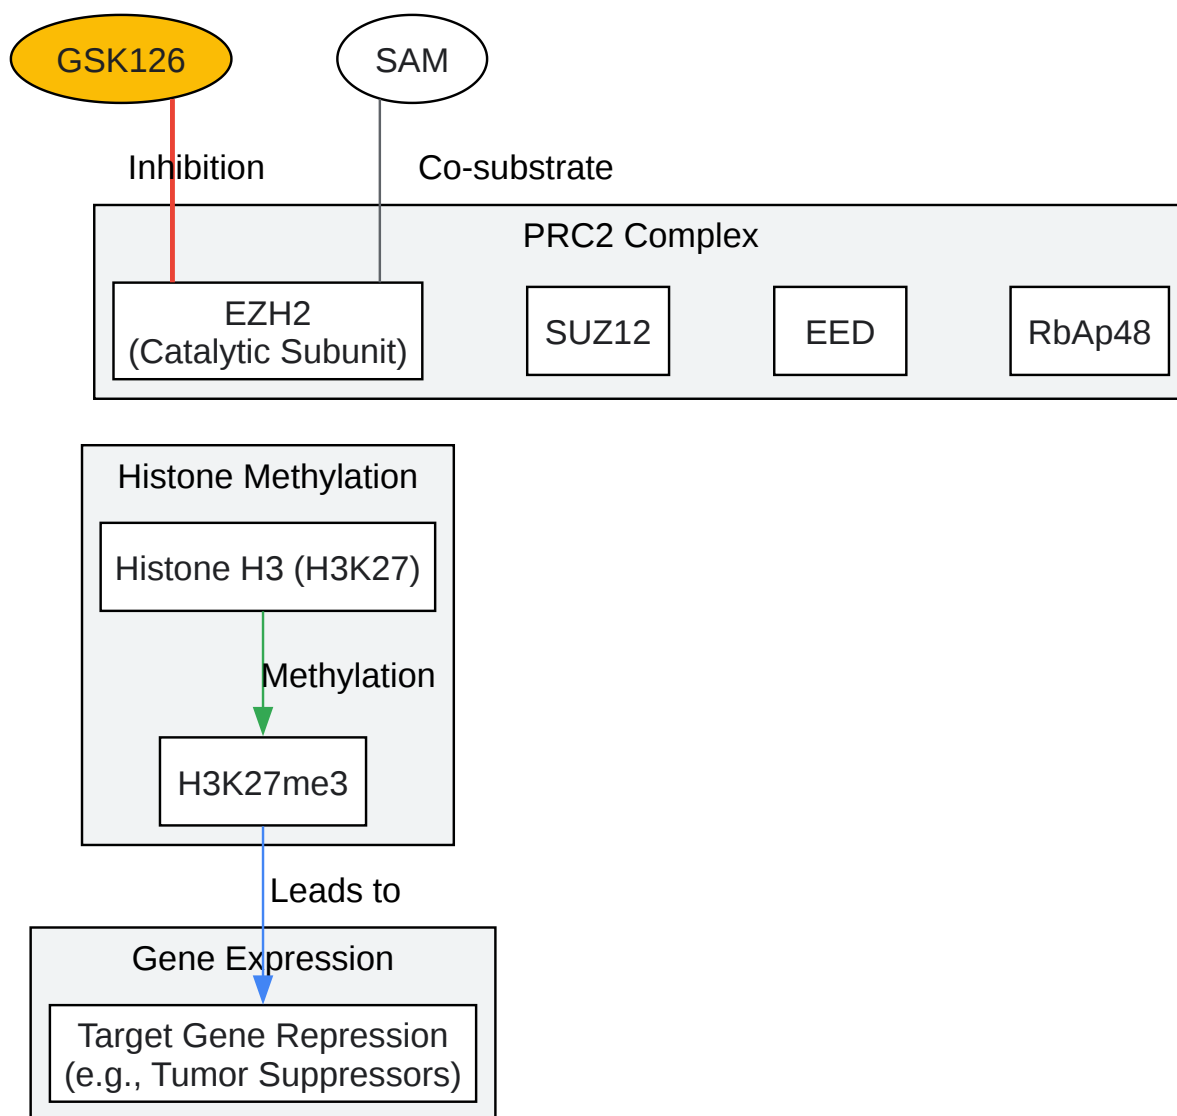 GSK126
SAM
Inhibition
Co-substrate
PRC2 Complex
EZH2
(Catalytic Subunit)
SUZ12
EED
RbAp48
Histone Methylation
Histone H3 (H3K27)
Methylation
H3K27me3
Leads to
Gene Expression
Target Gene Repression
(e.g., Tumor Suppressors)